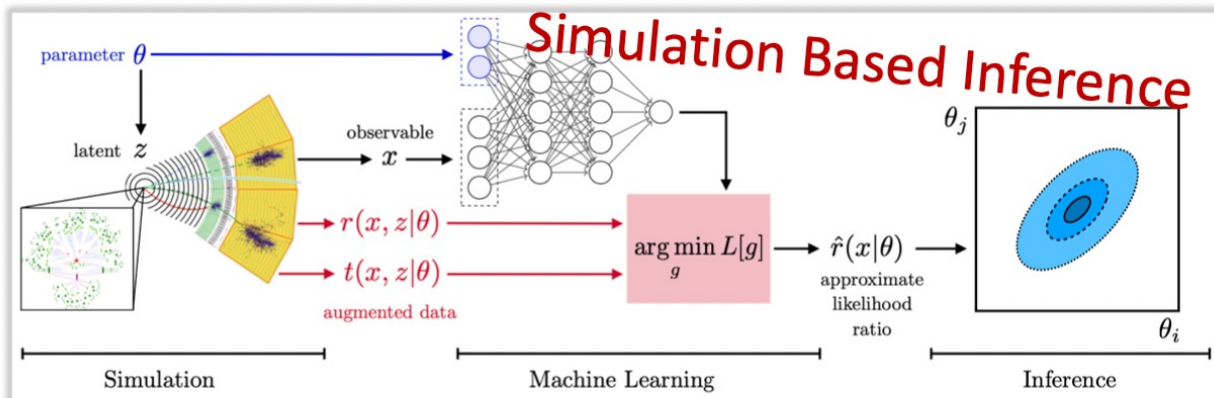 Simulation Based Inference
parameter θ
latent z
observable
x
r(x, z|θ)
t(x, z|θ)
augmented data
arg min L[g]
g
r̂(x|θ)
approximate
likelihood
ratio
θj
θi
Simulation
Machine Learning
Inference